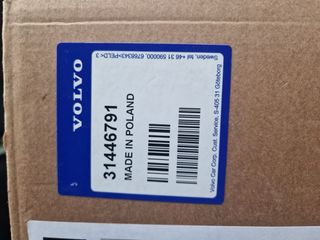 VOLVO
31446791
MADE IN POLAND
Volvo Car Corp. Cust. Service, S-405 31 Göteborg
Sweden, tel +46 31 590000, 6768343>PELD< 3